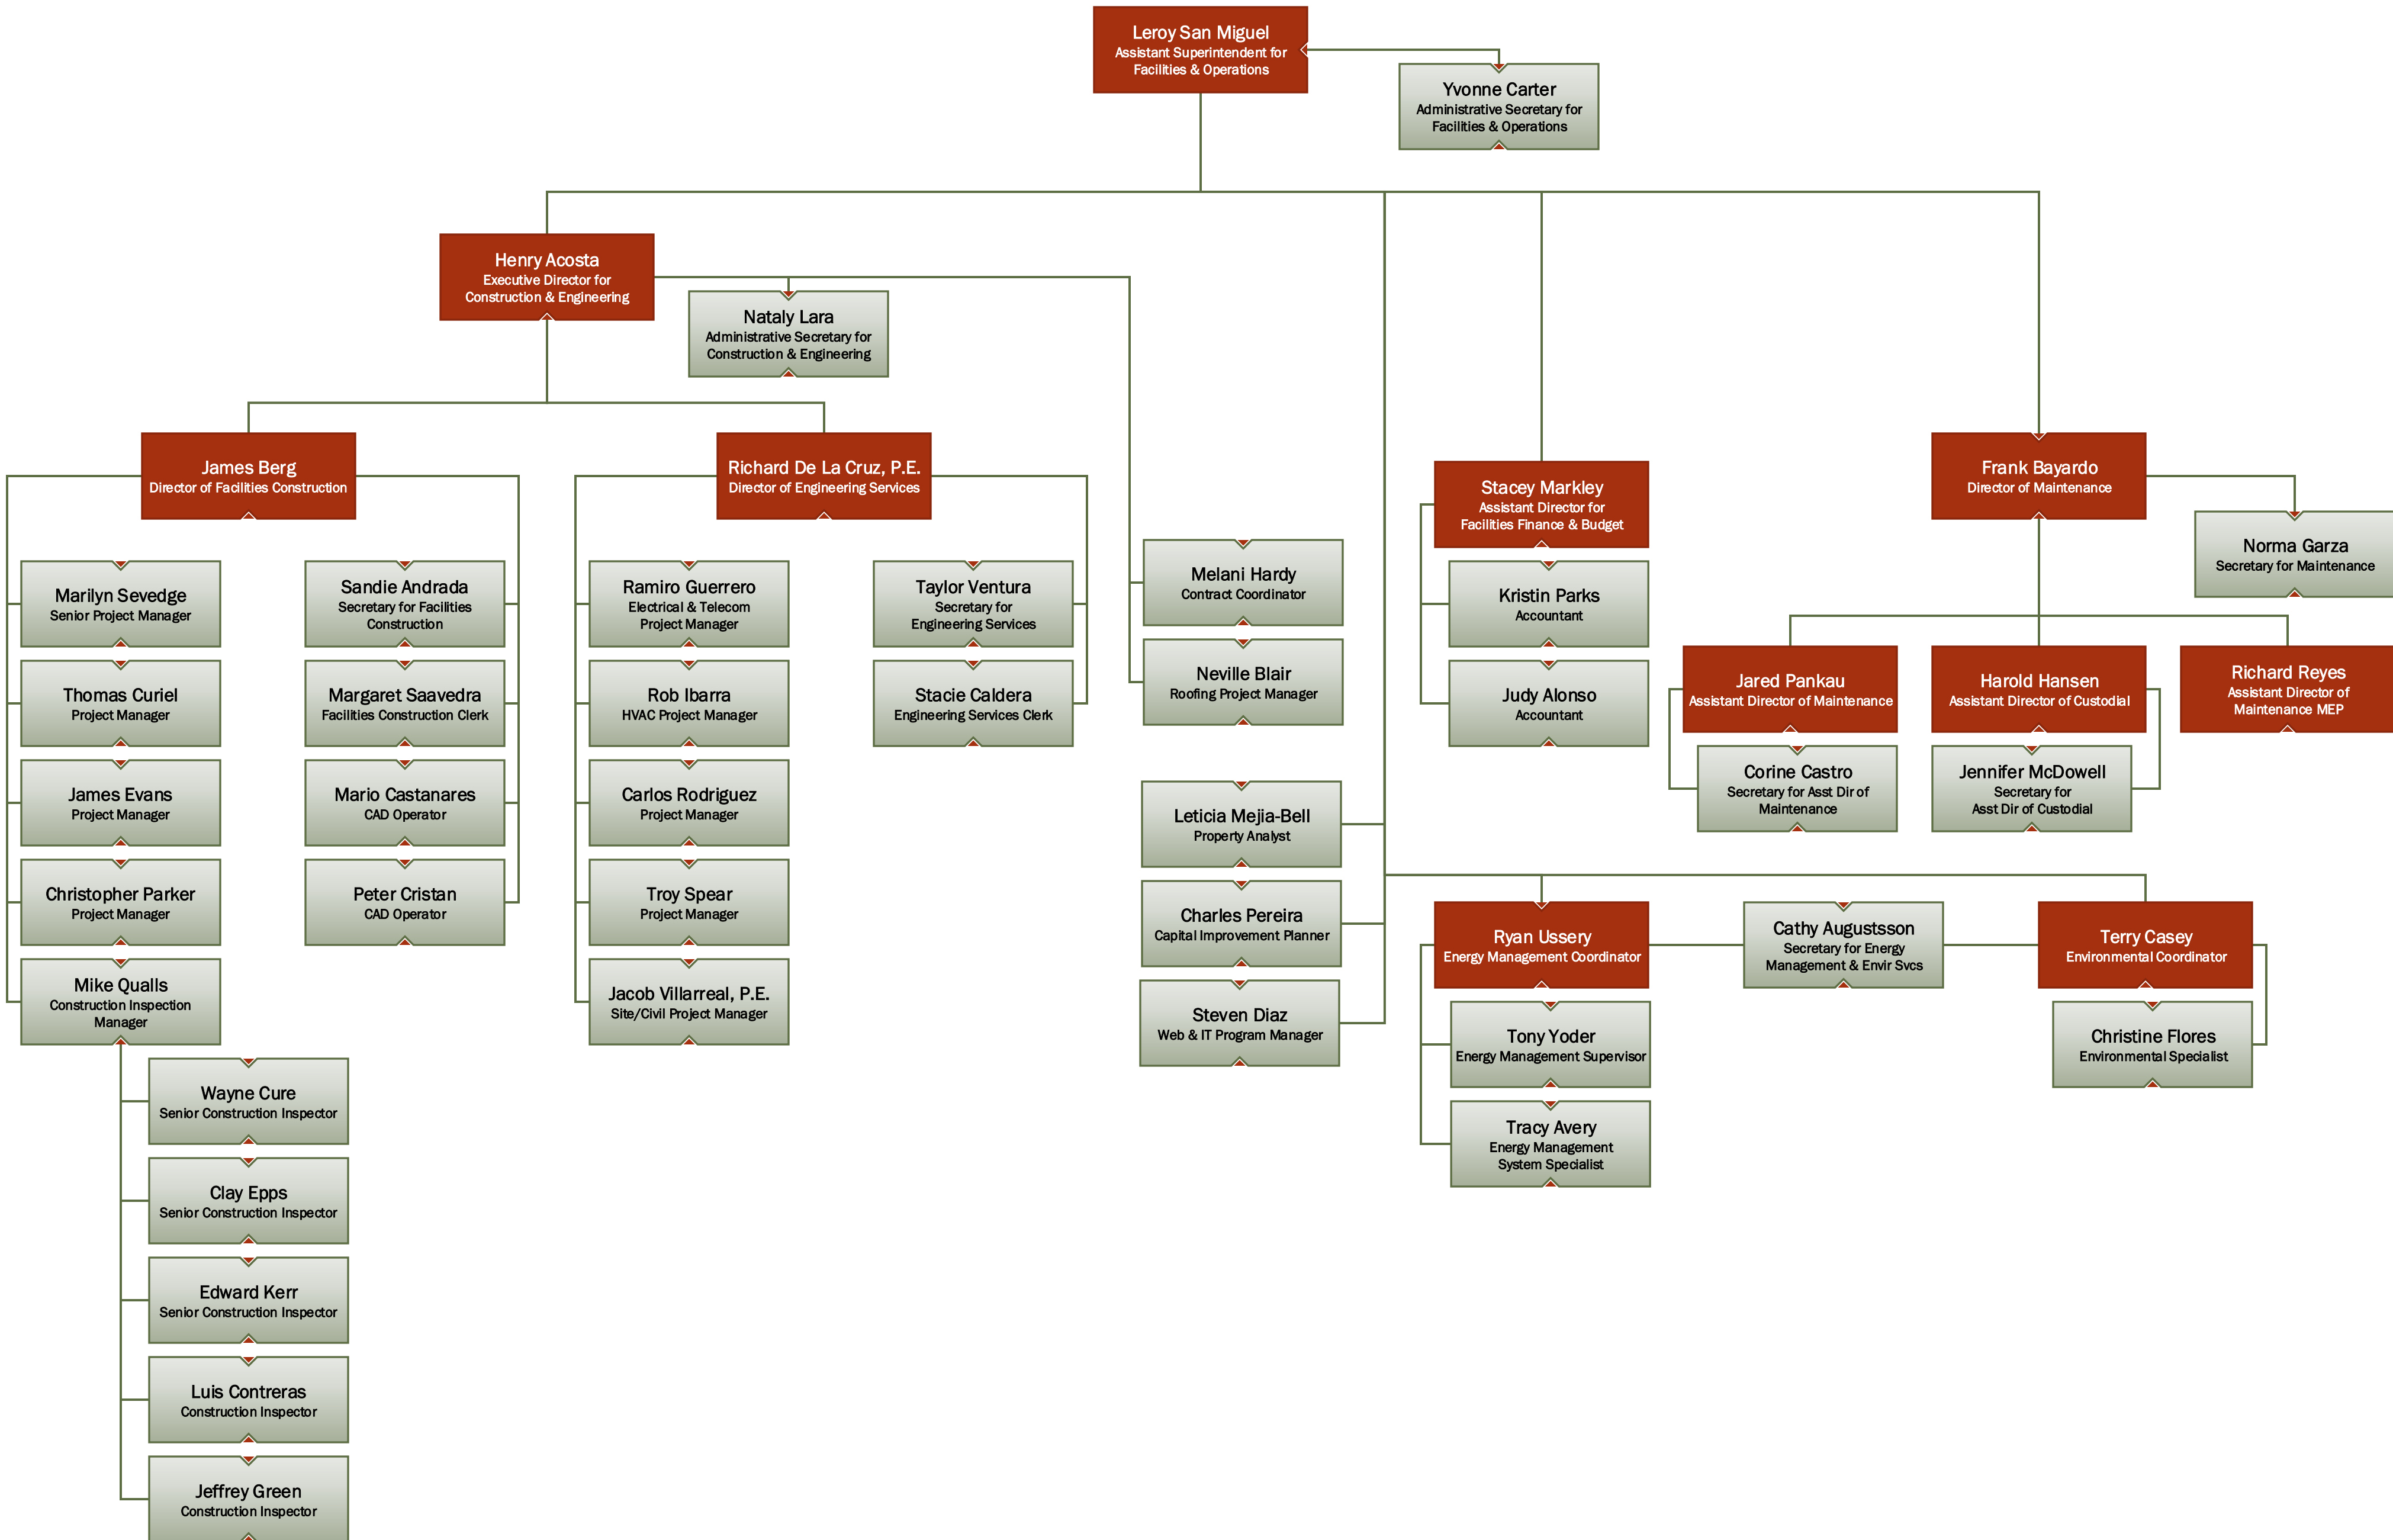 Leroy San Miguel
Assistant Superintendent for
Facilities & Operations
Yvonne Carter
Administrative Secretary for
Facilities & Operations
Henry Acosta
Executive Director for
Construction & Engineering
Nataly Lara
Administrative Secretary for
Construction & Engineering
James Berg
Director of Facilities Construction
Richard De La Cruz, P.E.
Director of Engineering Services
Stacey Markley
Assistant Director for
Facilities Finance & Budget
Frank Bayardo
Director of Maintenance
Norma Garza
Secretary for Maintenance
Marilyn Sevedge
Senior Project Manager
Thomas Curiel
Project Manager
James Evans
Project Manager
Christopher Parker
Project Manager
Mike Qualls
Construction Inspection
Manager
Wayne Cure
Senior Construction Inspector
Clay Epps
Senior Construction Inspector
Edward Kerr
Senior Construction Inspector
Luis Contreras
Construction Inspector
Jeffrey Green
Construction Inspector
Sandie Andrada
Secretary for Facilities
Construction
Margaret Saavedra
Facilities Construction Clerk
Mario Castanares
CAD Operator
Peter Cristan
CAD Operator
Ramiro Guerrero
Electrical & Telecom
Project Manager
Rob Ibarra
HVAC Project Manager
Carlos Rodriguez
Project Manager
Troy Spear
Project Manager
Jacob Villarreal, P.E.
Site/Civil Project Manager
Taylor Ventura
Secretary for
Engineering Services
Stacie Caldera
Engineering Services Clerk
Melani Hardy
Contract Coordinator
Neville Blair
Roofing Project Manager
Leticia Mejia-Bell
Property Analyst
Charles Pereira
Capital Improvement Planner
Steven Diaz
Web & IT Program Manager
Kristin Parks
Accountant
Judy Alonso
Accountant
Jared Pankau
Assistant Director of Maintenance
Corine Castro
Secretary for Asst Dir of
Maintenance
Harold Hansen
Assistant Director of Custodial
Jennifer McDowell
Secretary for
Asst Dir of Custodial
Richard Reyes
Assistant Director of
Maintenance MEP
Ryan Ussery
Energy Management Coordinator
Tony Yoder
Energy Management Supervisor
Tracy Avery
Energy Management
System Specialist
Cathy Augustsson
Secretary for Energy
Management & Envir Svcs
Terry Casey
Environmental Coordinator
Christine Flores
Environmental Specialist